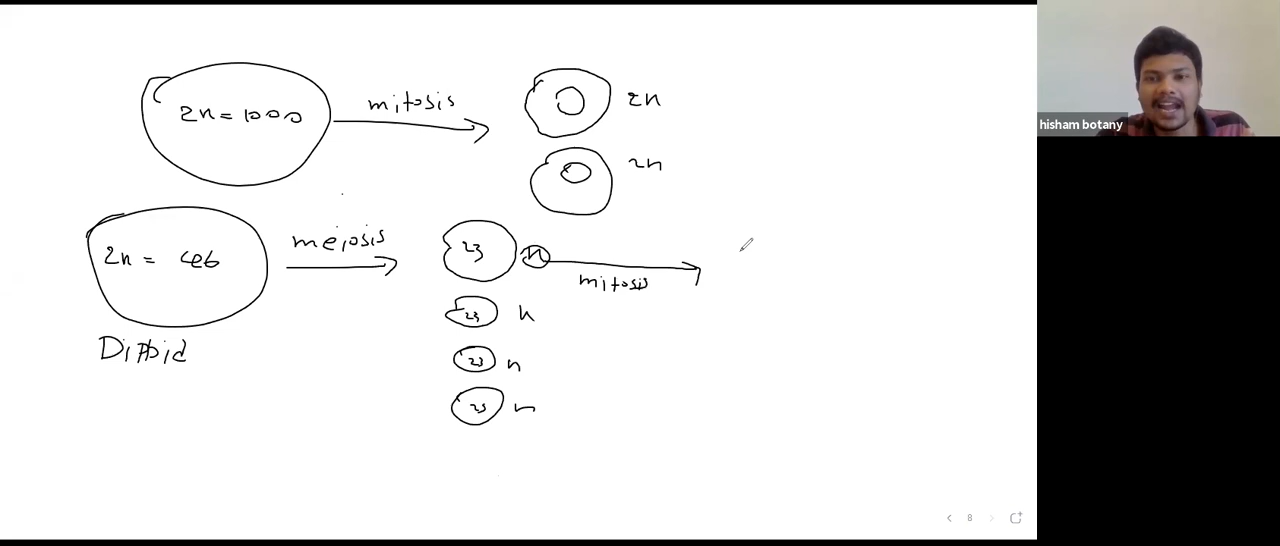 2n = 1000
mitosis
2n
2n
2n = 46
meiosis
23
n
mitosis
23
n
23
n
23
n
Diploid
hisham botany
8